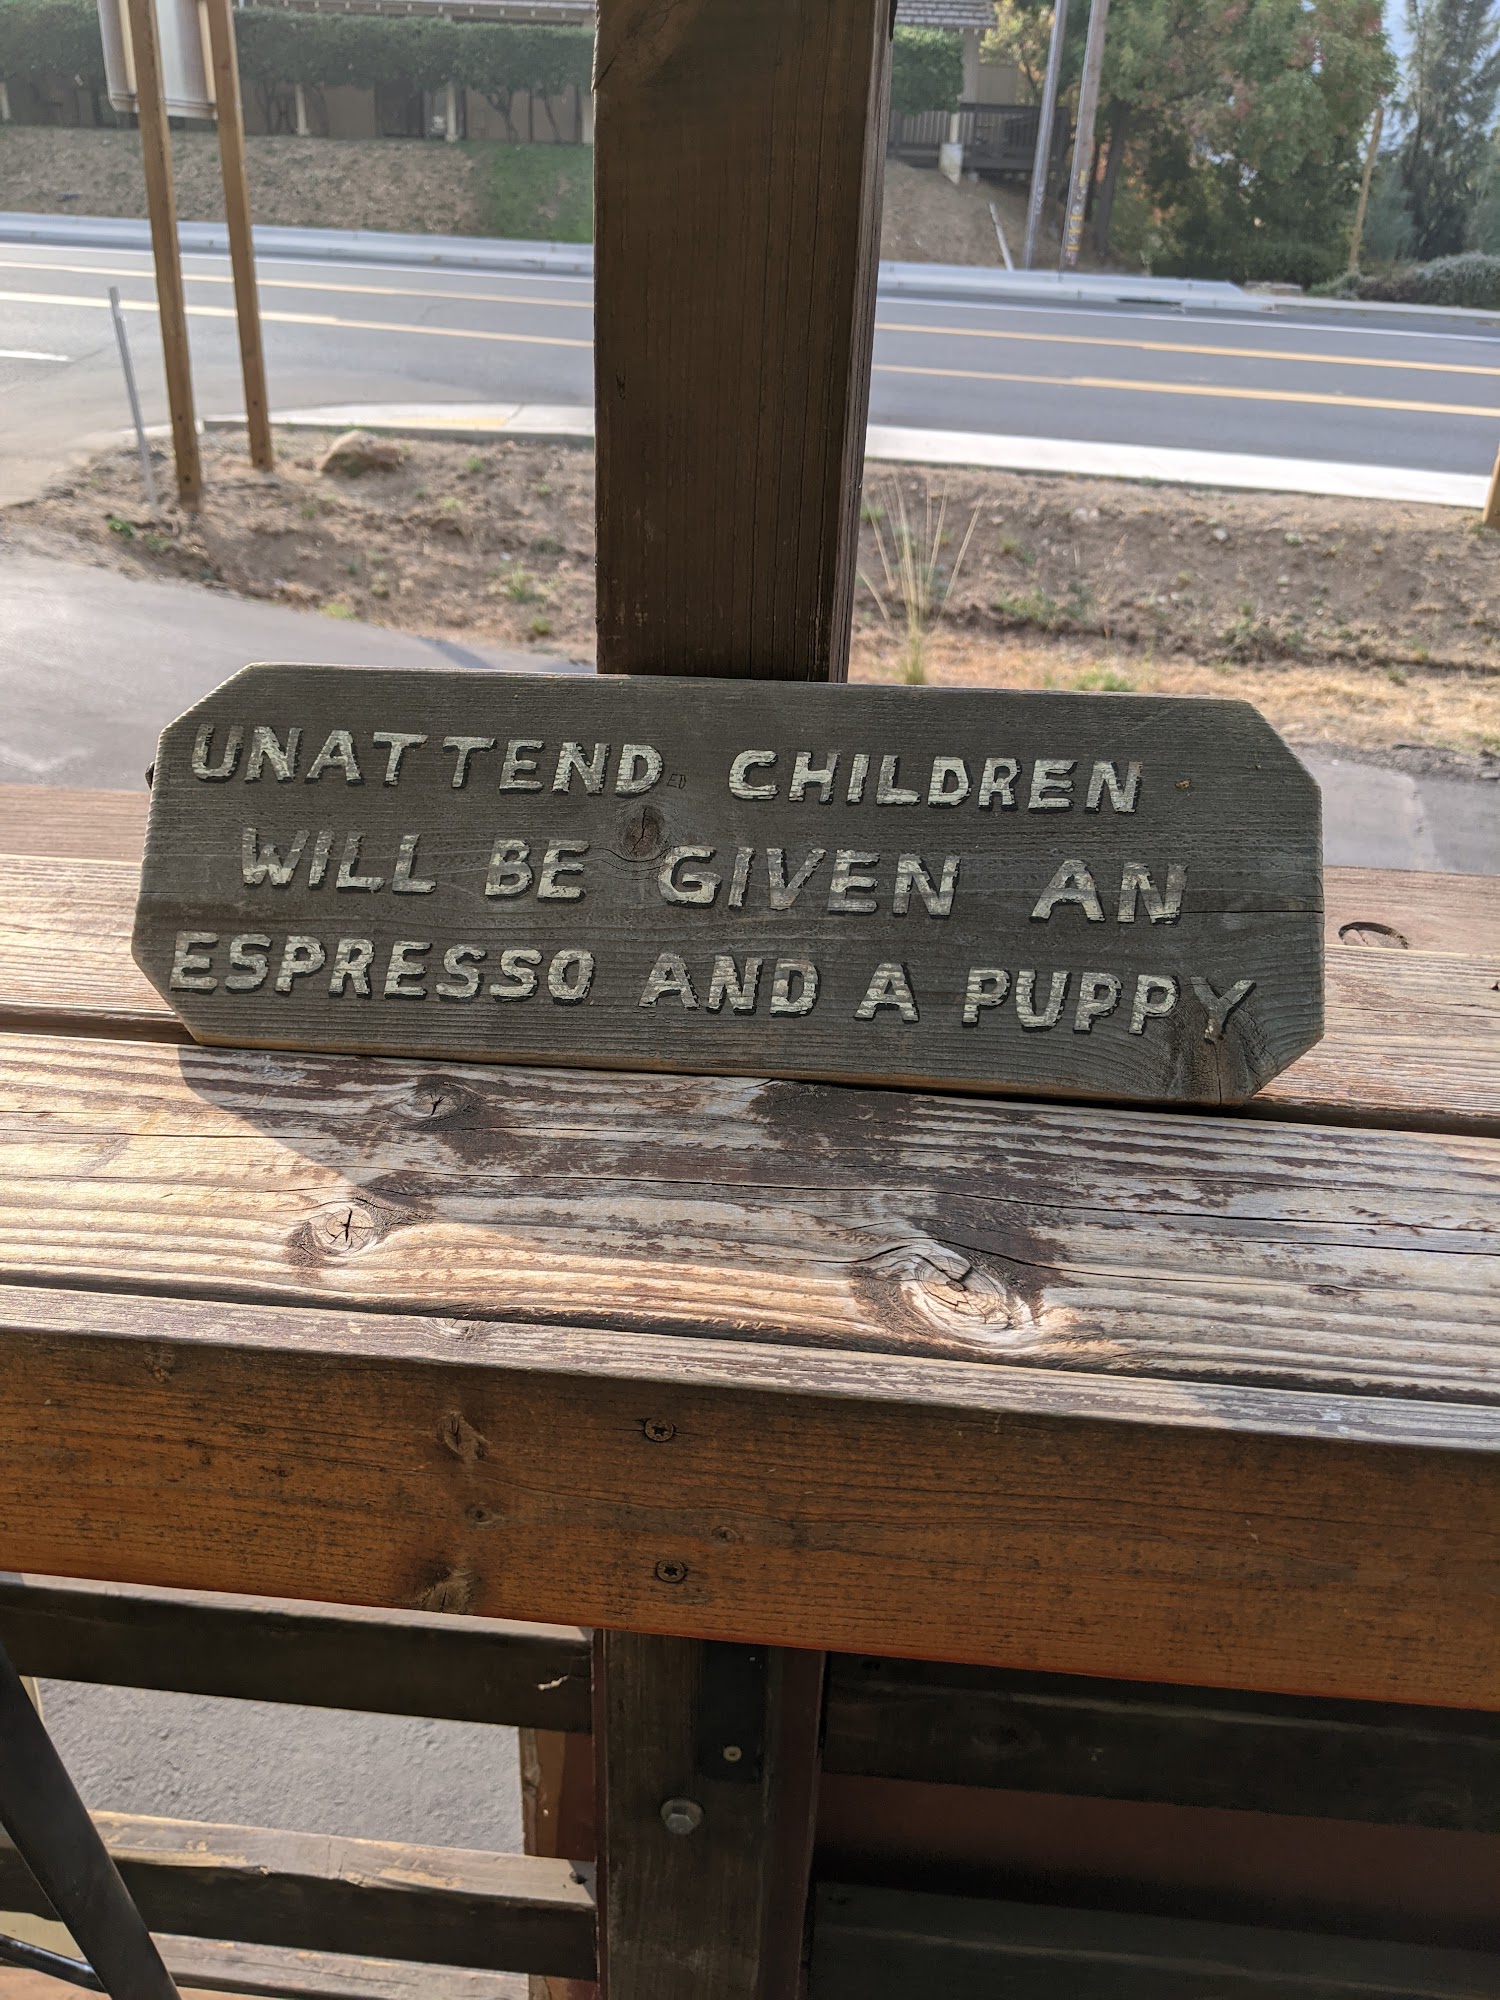 UNATTENDED CHILDREN
WILL BE GIVEN AN
ESPRESSO AND A PUPPY